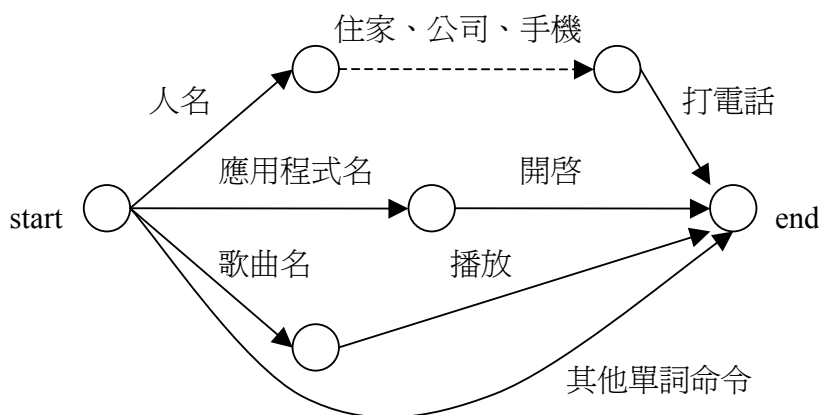 住家、公司、手機
人名
打電話
應用程式名
開啓
start
end
歌曲名
播放
其他單詞命令